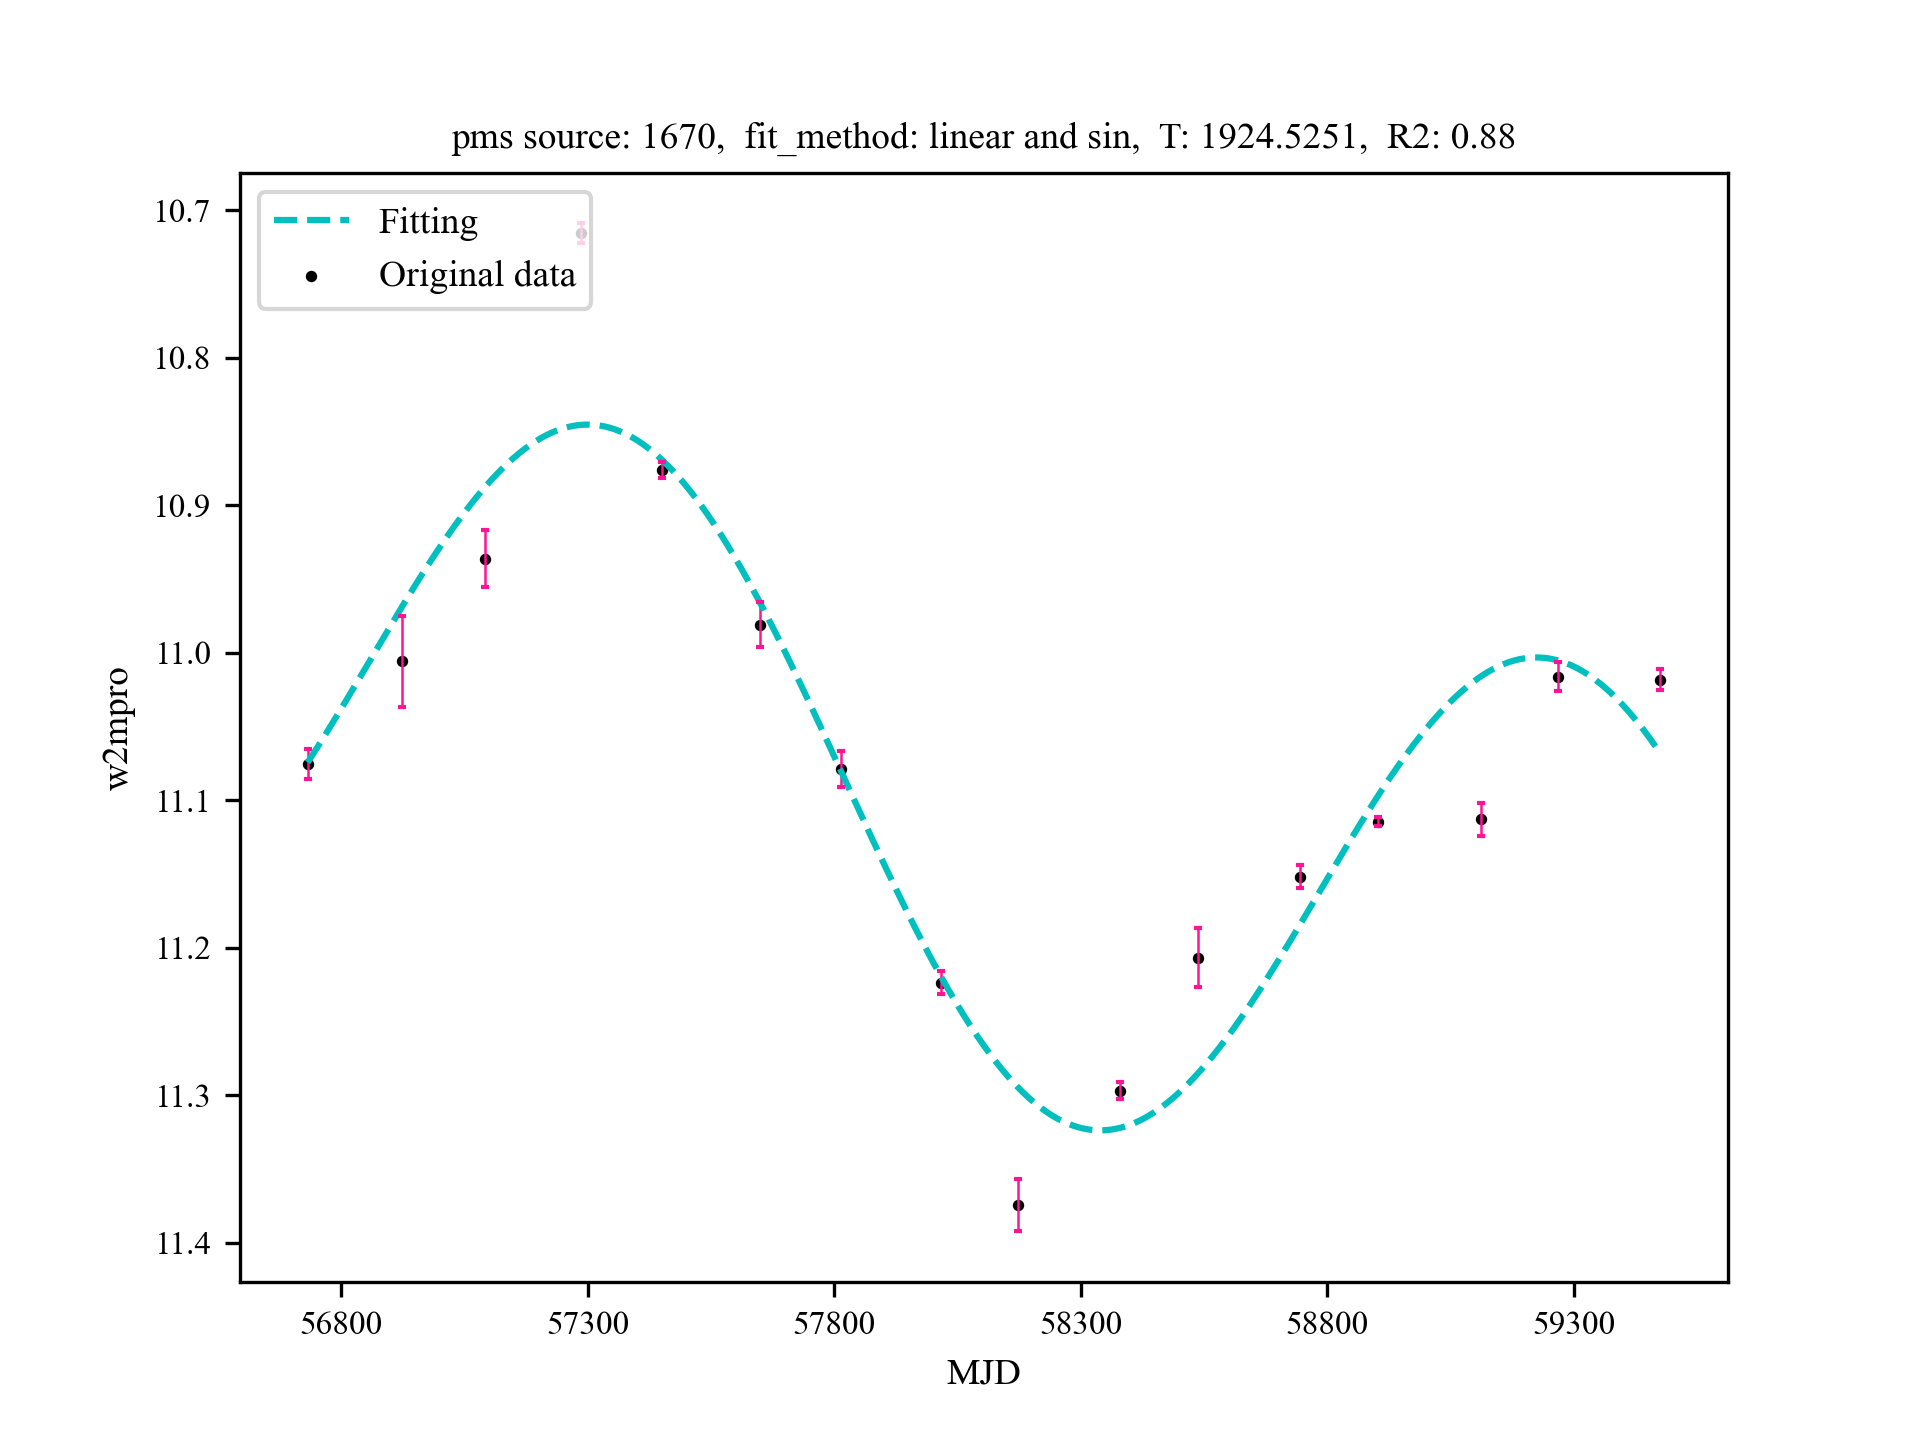 pms source: 1670,  fit_method: linear and sin,  T: 1924.5251,  R2: 0.88
Fitting
Original data
10.7
10.8
10.9
11.0
11.1
11.2
11.3
11.4
w2mpro
56800 57300 57800 58300 58800 59300
MJD